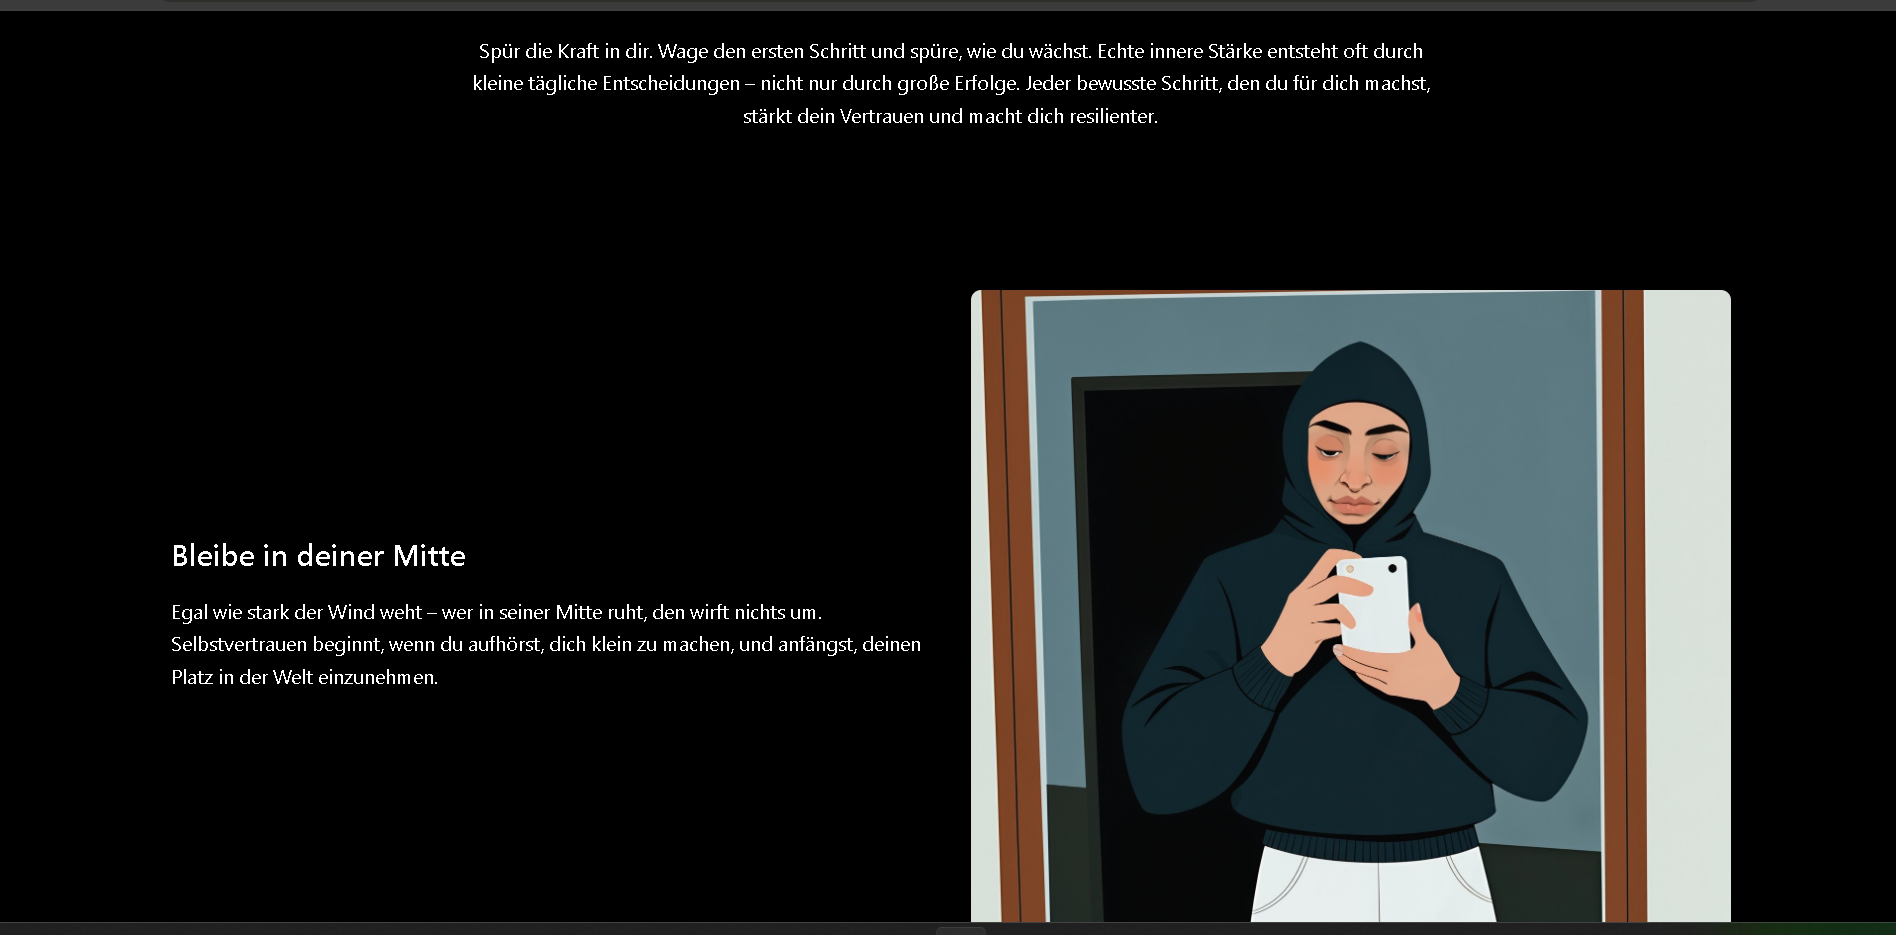 Spür die Kraft in dir. Wage den ersten Schritt und spüre, wie du wächst. Echte innere Stärke entsteht oft durch
kleine tägliche Entscheidungen – nicht nur durch große Erfolge. Jeder bewusste Schritt, den du für dich machst,
stärkt dein Vertrauen und macht dich resilienter.
Bleibe in deiner Mitte
Egal wie stark der Wind weht – wer in seiner Mitte ruht, den wirft nichts um.
Selbstvertrauen beginnt, wenn du aufhörst, dich klein zu machen, und anfängst, deinen
Platz in der Welt einzunehmen.